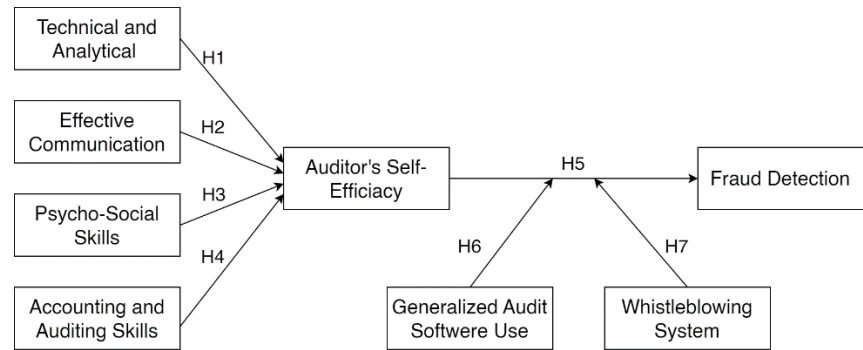 Technical and
Analytical
H1
Effective
Communication
H2
Psycho-Social
Skills
H3
Accounting and
Auditing Skills
H4
Auditor's Self-
Efficiacy
H5
Fraud Detection
H6
Generalized Audit
Softwere Use
H7
Whistleblowing
System